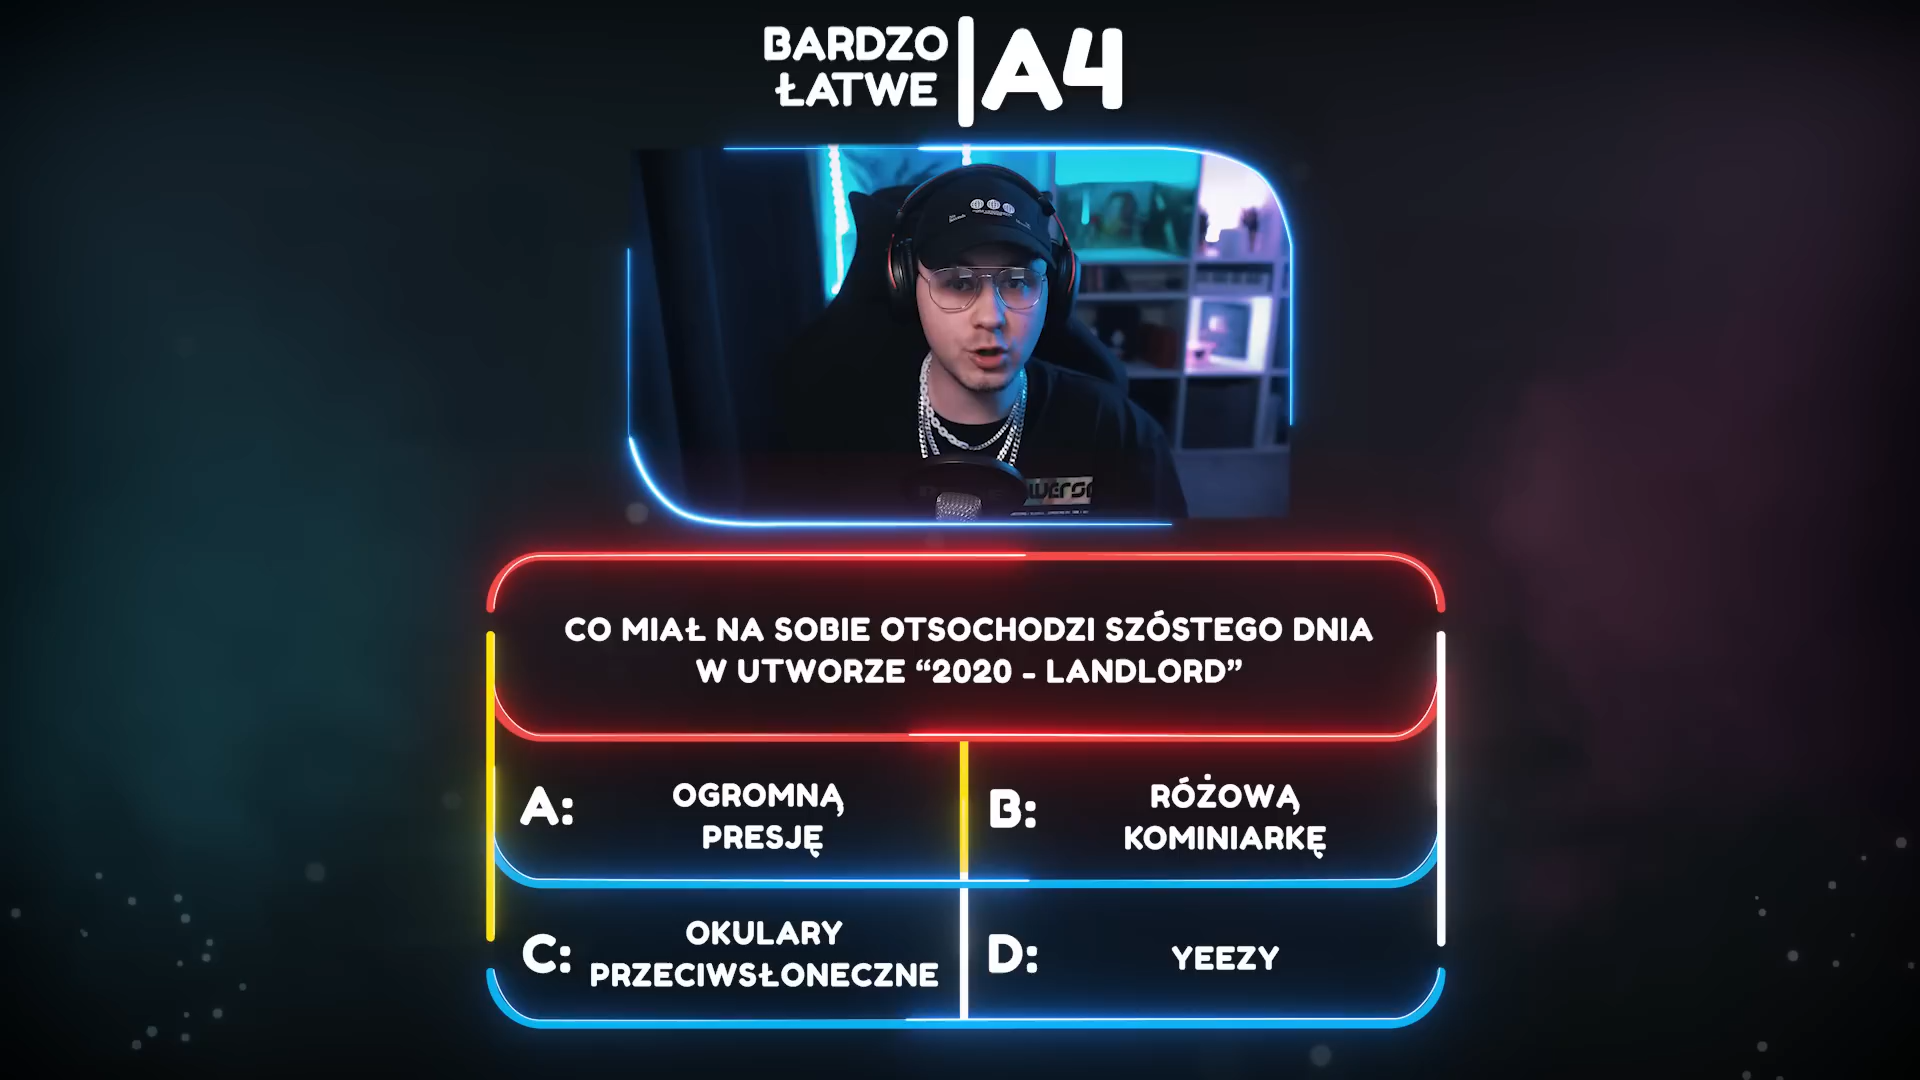 BARDZO
ŁATWE
A4
CO MIAŁ NA SOBIE OTSOCHODZI SZÓSTEGO DNIA
W UTWORZE “2020 - LANDLORD”
A:
OGROMNĄ
PRESJĘ
B:
RÓŻOWĄ
KOMINIARKĘ
C:
OKULARY
PRZECIWSŁONECZNE
D:
YEEZY